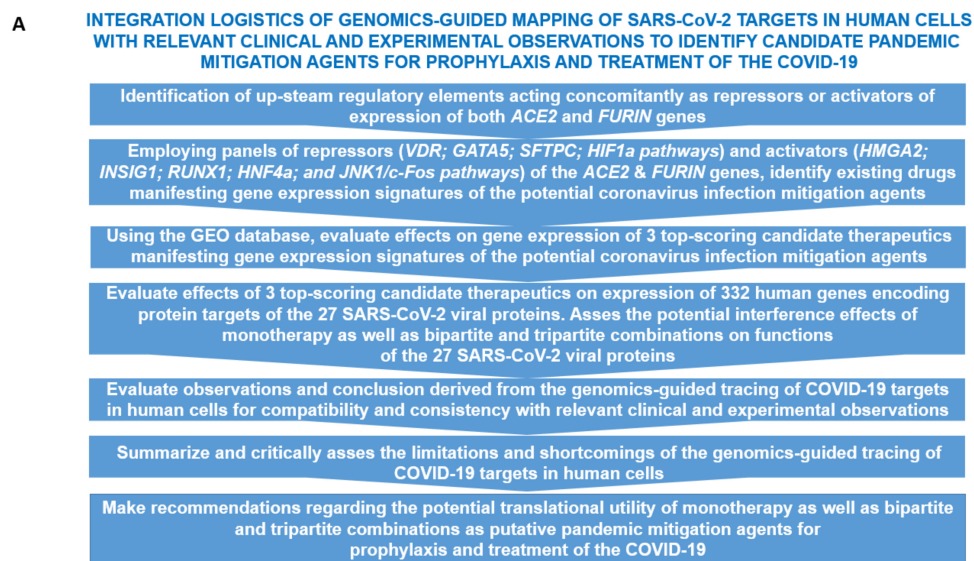 A
INTEGRATION LOGISTICS OF GENOMICS-GUIDED MAPPING OF SARS-CoV-2 TARGETS IN HUMAN CELLS
WITH RELEVANT CLINICAL AND EXPERIMENTAL OBSERVATIONS TO IDENTIFY CANDIDATE PANDEMIC
MITIGATION AGENTS FOR PROPHYLAXIS AND TREATMENT OF THE COVID-19
Identification of up-steam regulatory elements acting concomitantly as repressors or activators of
expression of both ACE2 and FURIN genes
Employing panels of repressors (VDR; GATA5; SFTPC; HIF1a pathways) and activators (HMGA2;
INSIG1; RUNX1; HNF4a; and JNK1/c-Fos pathways) of the ACE2 & FURIN genes, identify existing drugs
manifesting gene expression signatures of the potential coronavirus infection mitigation agents
Using the GEO database, evaluate effects on gene expression of 3 top-scoring candidate therapeutics
manifesting gene expression signatures of the potential coronavirus infection mitigation agents
Evaluate effects of 3 top-scoring candidate therapeutics on expression of 332 human genes encoding
protein targets of the 27 SARS-CoV-2 viral proteins. Asses the potential interference effects of
monotherapy as well as bipartite and tripartite combinations on functions
of the 27 SARS-CoV-2 viral proteins
Evaluate observations and conclusion derived from the genomics-guided tracing of COVID-19 targets
in human cells for compatibility and consistency with relevant clinical and experimental observations
Summarize and critically asses the limitations and shortcomings of the genomics-guided tracing of
COVID-19 targets in human cells
Make recommendations regarding the potential translational utility of monotherapy as well as bipartite
and tripartite combinations as putative pandemic mitigation agents for
prophylaxis and treatment of the COVID-19